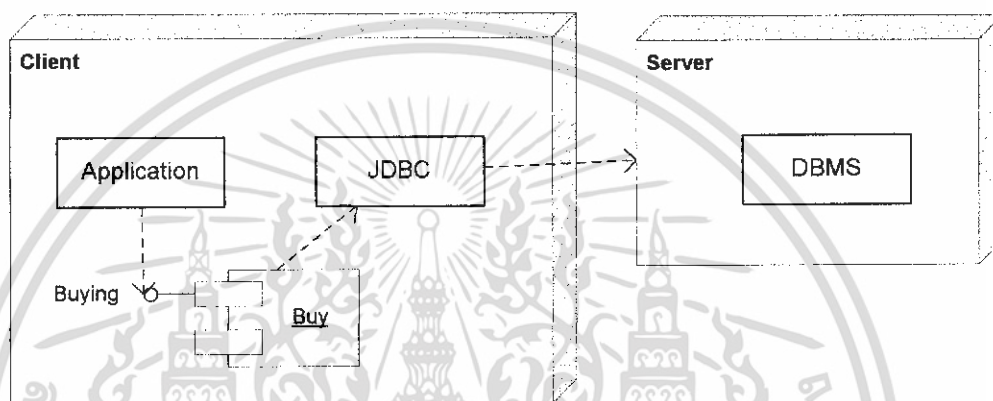 Client
Server
Application
JDBC
DBMS
Buying
Buy